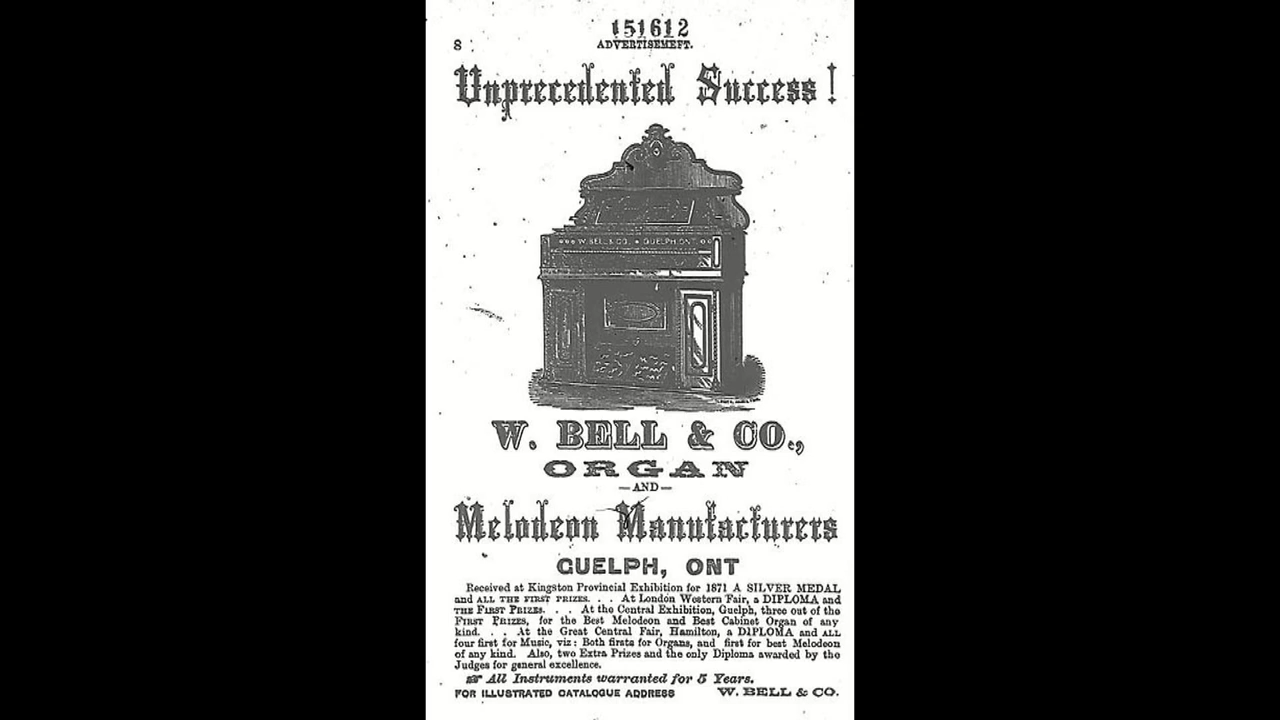 151612
8
ADVERTISEMEFT.
Unprecedented Success!
W. BELL & CO. GUELPH, ONT.
W. BELL & CO.,
ORGAN
—AND—
Melodeon Manufacturers
GUELPH, ONT
Received at Kingston Provincial Exhibition for 1871 A SILVER MEDAL
and ALL THE FIRST PRIZES. . . At London Western Fair, a DIPLOMA and
THE FIRST PRIZES. . . . At the Central Exhibition, Guelph, three out of the
FIRST PRIZES, for the Best Melodeon and Best Cabinet Organ of any
kind. . . At the Great Central Fair, Hamilton, a DIPLOMA and ALL
four first for Music, viz: Both firsts for Organs, and first for best Melodeon
of any kind. Also, two Extra Prizes and the only Diploma awarded by the
Judges for general excellence.
☞ All Instruments warranted for 5 Years.
FOR ILLUSTRATED CATALOGUE ADDRESS W. BELL & CO.